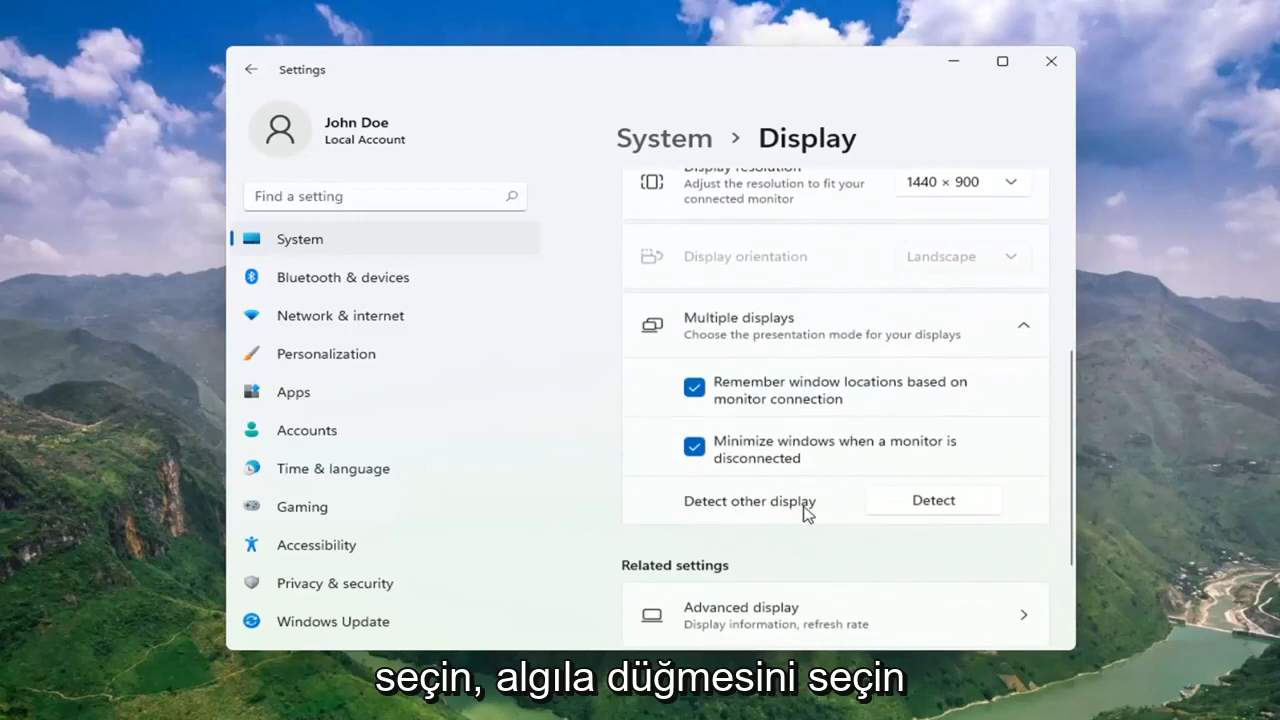 Settings
John Doe
Local Account
Find a setting
System
Bluetooth & devices
Network & internet
Personalization
Apps
Accounts
Time & language
Gaming
Accessibility
Privacy & security
Windows Update
System › Display
Display resolution
Adjust the resolution to fit your
connected monitor
1440 × 900
Display orientation
Landscape
Multiple displays
Choose the presentation mode for your displays
Remember window locations based on
monitor connection
Minimize windows when a monitor is
disconnected
Detect other display
Detect
Related settings
Advanced display
Display information, refresh rate
seçin, algıla düğmesini seçin